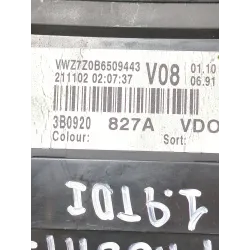 VWZ7Z0B6509443 V08 01.10
211102 02:07:37 06.91
3B0920 827A VDO
Colour: Sort:
1.9TDI